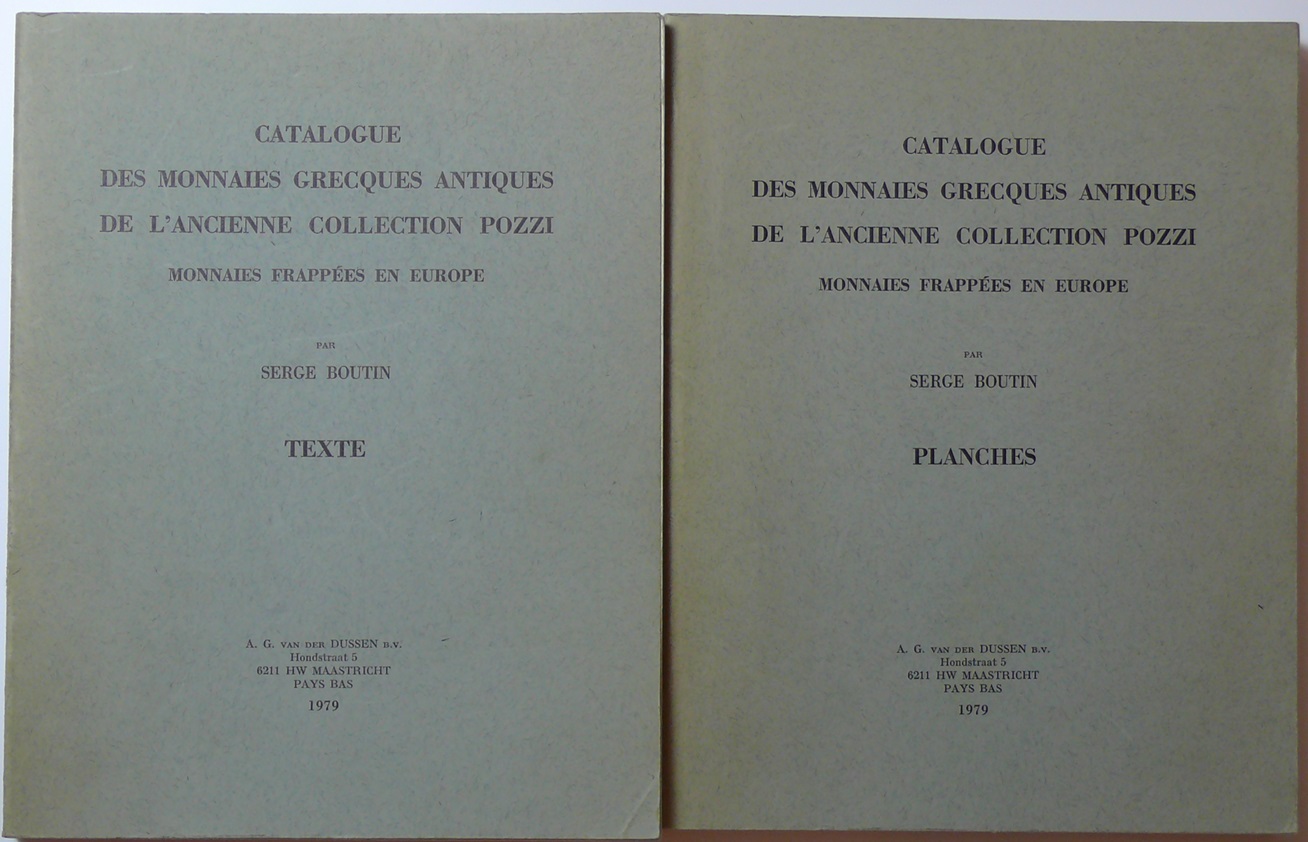 CATALOGUE
DES MONNAIES GRECQUES ANTIQUES
DE L'ANCIENNE COLLECTION POZZI
MONNAIES FRAPPÉES EN EUROPE
PAR
SERGE BOUTIN
TEXTE
A. G. VAN DER DUSSEN B.V.
Hondstraat 5
6211 HW MAASTRICHT
PAYS BAS
1979
CATALOGUE
DES MONNAIES GRECQUES ANTIQUES
DE L'ANCIENNE COLLECTION POZZI
MONNAIES FRAPPÉES EN EUROPE
PAR
SERGE BOUTIN
PLANCHES
A. G. VAN DER DUSSEN B.V.
Hondstraat 5
6211 HW MAASTRICHT
PAYS BAS
1979